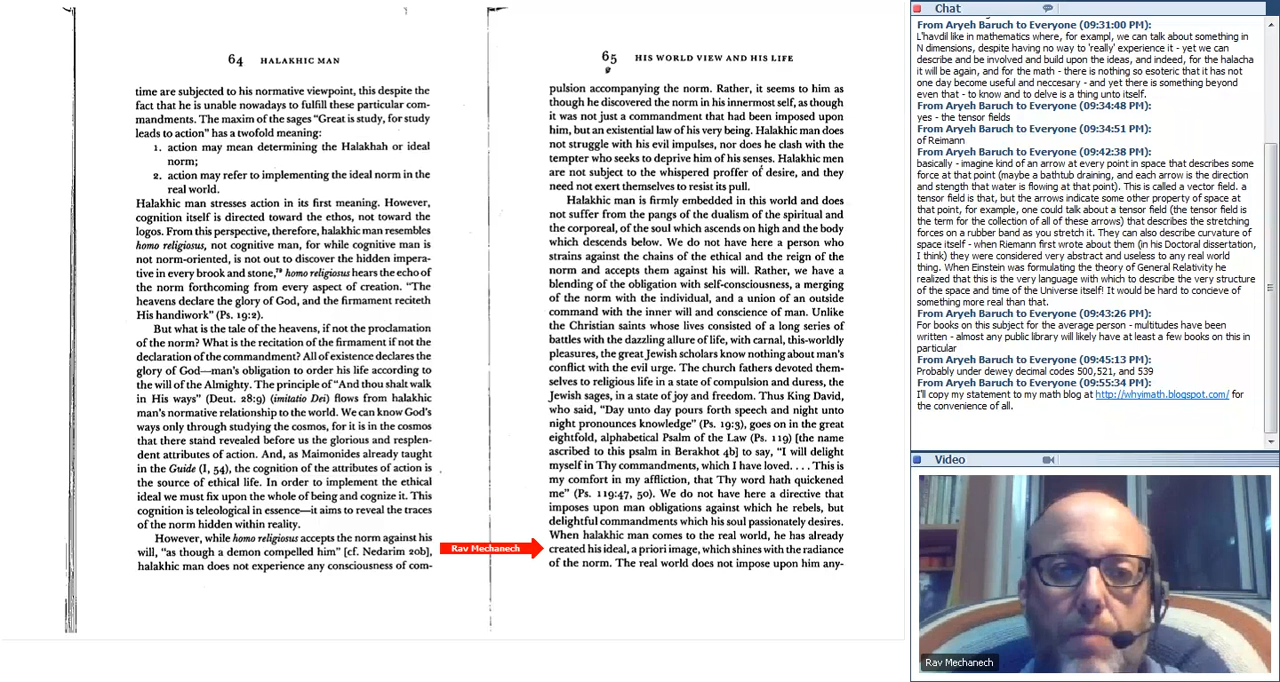 64 HALAKHIC MAN
time are subjected to his normative viewpoint, this despite the
fact that he is unable nowadays to fulfill these particular com-
mandments. The maxim of the sages "Great is study, for study
leads to action" has a twofold meaning:
1. action may mean determining the Halakhah or ideal
norm;
2. action may refer to implementing the ideal norm in the
real world.
Halakhic man stresses action in its first meaning. However,
cognition itself is directed toward the ethos, not toward the
logos. From this perspective, therefore, halakhic man resembles
homo religiosus, not cognitive man, for while cognitive man is
not norm-oriented, is not out to discover the hidden impera-
tive in every brook and stone,⁷⁹ homo religiosus hears the echo of
the norm forthcoming from every aspect of creation. "The
heavens declare the glory of God, and the firmament reciteth
His handiwork" (Ps. 19:2).
But what is the tale of the heavens, if not the proclamation
of the norm? What is the recitation of the firmament if not the
declaration of the commandment? All of existence declares the
glory of God—man's obligation to order his life according to
the will of the Almighty. The principle of "And thou shalt walk
in His ways" (Deut. 28:9) (imitatio Dei) flows from halakhic
man's normative relationship to the world. We can know God's
ways only through studying the cosmos, for it is in the cosmos
that there stand revealed before us the glorious and resplen-
dent attributes of action. And, as Maimonides already taught
in the Guide (I, 54), the cognition of the attributes of action is
the source of ethical life. In order to implement the ethical
ideal we must fix upon the whole of being and cognize it. This
cognition is teleological in essence—it aims to reveal the traces
of the norm hidden within reality.
However, while homo religiosus accepts the norm against his
will, "as though a demon compelled him" [cf. Nedarim 20b],
halakhic man does not experience any consciousness of com-
65 HIS WORLD VIEW AND HIS LIFE
pulsion accompanying the norm. Rather, it seems to him as
though he discovered the norm in his innermost self, as though
it was not just a commandment that had been imposed upon
him, but an existential law of his very being. Halakhic man does
not struggle with his evil impulses, nor does he clash with the
tempter who seeks to deprive him of his senses. Halakhic men
are not subject to the whispered proffer of desire, and they
need not exert themselves to resist its pull.
Halakhic man is firmly embedded in this world and does
not suffer from the pangs of the dualism of the spiritual and
the corporeal, of the soul which ascends on high and the body
which descends below. We do not have here a person who
strains against the chains of the ethical and the reign of the
norm and accepts them against his will. Rather, we have a
blending of the obligation with self-consciousness, a merging
of the norm with the individual, and a union of an outside
command with the inner will and conscience of man. Unlike
the Christian saints whose lives consisted of a long series of
battles with the dazzling allure of life, with carnal, this-worldly
pleasures, the great Jewish scholars know nothing about man's
conflict with the evil urge. The church fathers devoted them-
selves to religious life in a state of compulsion and duress, the
Jewish sages, in a state of joy and freedom. Thus King David,
who said, "Day unto day pours forth speech and night unto
night pronounces knowledge" (Ps. 19:3), goes on in the great
eightfold, alphabetical Psalm of the Law (Ps. 119) [the name
ascribed to this psalm in Berakhot 4b] to say, "I will delight
myself in Thy commandments, which I have loved. . . . This is
my comfort in my affliction, that Thy word hath quickened
me" (Ps. 119:47, 50). We do not have here a directive that
imposes upon man obligations against which he rebels, but
delightful commandments which his soul passionately desires.
When halakhic man comes to the real world, he has already
created his ideal, a priori image, which shines with the radiance
of the norm. The real world does not impose upon him any-
Rav Mechanech
Chat
From Aryeh Baruch to Everyone (09:31:00 PM):
L'havdil like in mathematics where, for exampl, we can talk about something in
N dimensions, despite having no way to 'really' experience it - yet we can
describe and be involved and build upon the ideas, and indeed, for the halacha
it will be again, and for the math - there is nothing so esoteric that it has not
one day become useful and neccesary - and yet there is something beyond
even that - to know and to delve is a thing unto itself.
From Aryeh Baruch to Everyone (09:34:48 PM):
yes - the tensor fields
From Aryeh Baruch to Everyone (09:34:51 PM):
of Reimann
From Aryeh Baruch to Everyone (09:42:38 PM):
basically - imagine kind of an arrow at every point in space that describes some
force at that point (maybe a bathtub draining, and each arrow is the direction
and stength that water is flowing at that point). This is called a vector field. a
tensor field is that, but the arrows indicate some other property of space at
that point, for example, one could talk about a tensor field (the tensor field is
the term for the collection of all of these arrows) that describes the stretching
forces on a rubber band as you stretch it. They can also describe curvature of
space itself - when Riemann first wrote about them (in his Doctoral dissertation,
I think) they were considered very abstract and useless to any real world
thing. When Einstein was formulating the theory of General Relativity he
realized that this is the very language with which to describe the very structure
of the space and time of the Universe itself! It would be hard to concieve of
something more real than that.
From Aryeh Baruch to Everyone (09:43:26 PM):
For books on this subject for the average person - multitudes have been
written - almost any public library will likely have at least a few books on this in
particular
From Aryeh Baruch to Everyone (09:45:13 PM):
Probably under dewey decimal codes 500,521, and 539
From Aryeh Baruch to Everyone (09:55:34 PM):
I'll copy my statement to my math blog at http://whyimath.blogspot.com/ for
the convenience of all.
Video
Rav Mechanech